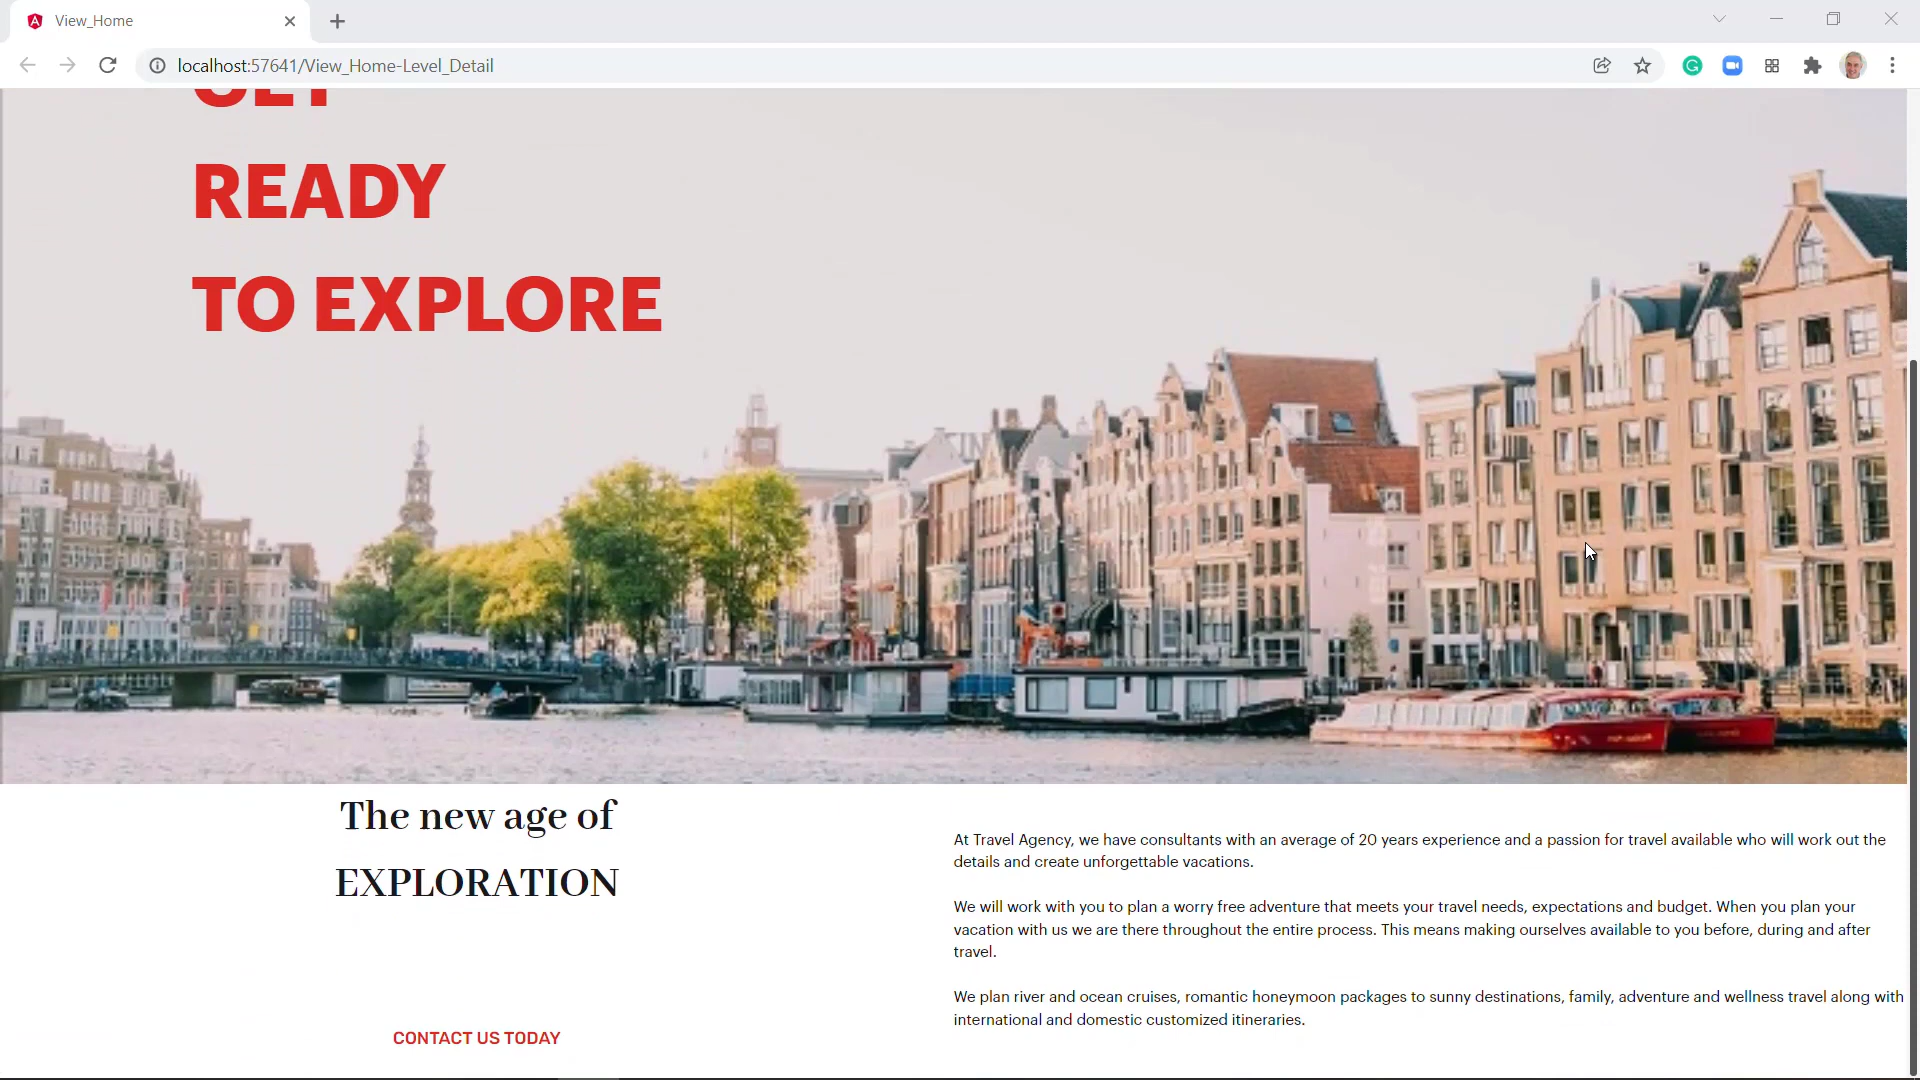 View_Home
localhost:57641/View_Home-Level_Detail
GET
READY
TO EXPLORE
The new age of
EXPLORATION
CONTACT US TODAY
At Travel Agency, we have consultants with an average of 20 years experience and a passion for travel available who will work out the
details and create unforgettable vacations.
We will work with you to plan a worry free adventure that meets your travel needs, expectations and budget. When you plan your
vacation with us we are there throughout the entire process. This means making ourselves available to you before, during and after
travel.
We plan river and ocean cruises, romantic honeymoon packages to sunny destinations, family, adventure and wellness travel along with
international and domestic customized itineraries.